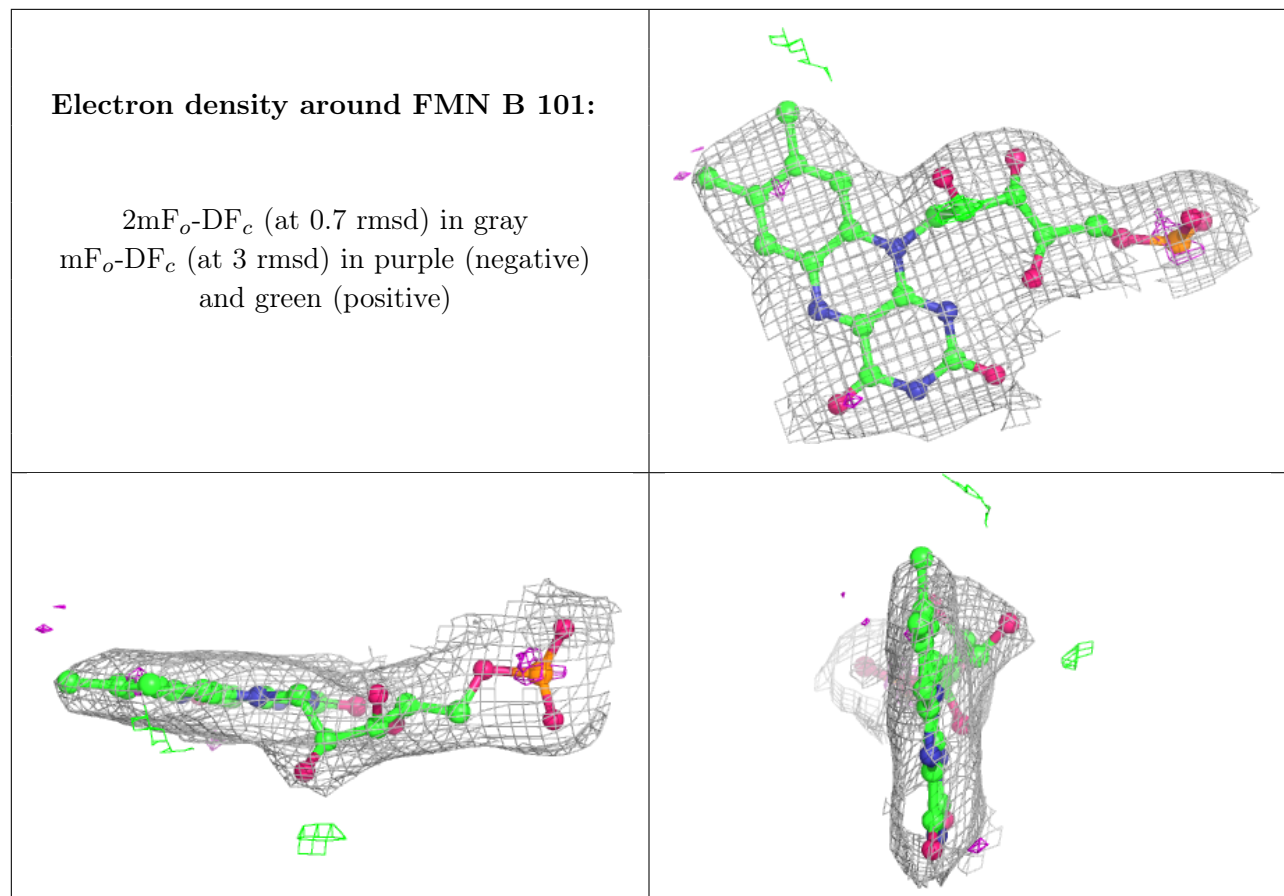 Electron density around FMN B 101:
2mFₒ-DF𝒸 (at 0.7 rmsd) in gray
mFₒ-DF𝒸 (at 3 rmsd) in purple (negative)
and green (positive)